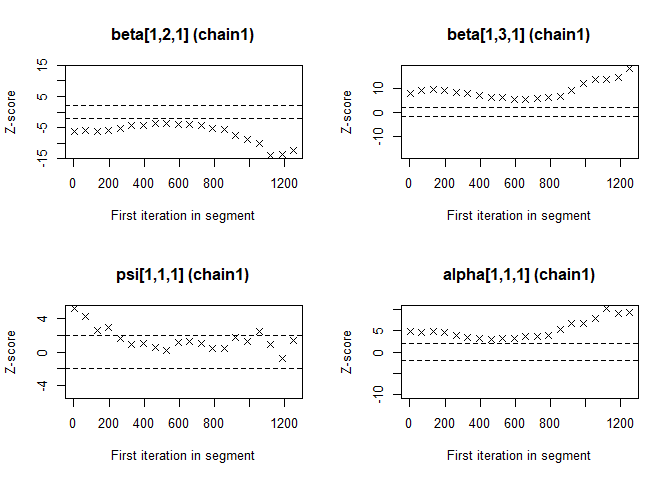 beta[1,2,1] (chain1)
Z-score
-15 -5 5 15
0 200 400 600 800 1200
First iteration in segment
beta[1,3,1] (chain1)
Z-score
-10 0 10
0 200 400 600 800 1200
First iteration in segment
psi[1,1,1] (chain1)
Z-score
-4 0 4
0 200 400 600 800 1200
First iteration in segment
alpha[1,1,1] (chain1)
Z-score
-10 0 5
0 200 400 600 800 1200
First iteration in segment